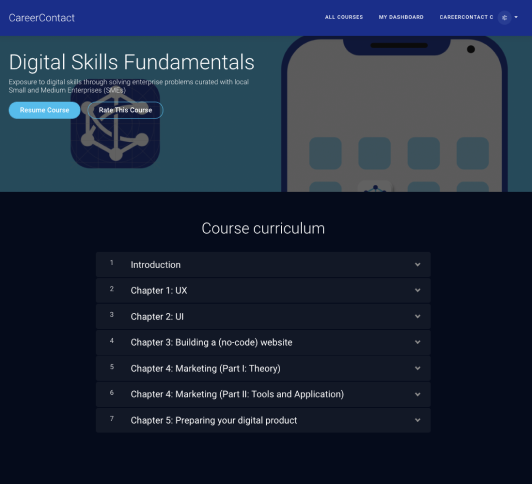 CareerContact
ALL COURSES
MY DASHBOARD
CAREERCONTACT C
Digital Skills Fundamentals
Exposure to digital skills through solving enterprise problems curated with local
Small and Medium Enterprises (SMEs)
Resume Course
Rate This Course
Course curriculum
1 Introduction
2 Chapter 1: UX
3 Chapter 2: UI
4 Chapter 3: Building a (no-code) website
5 Chapter 4: Marketing (Part I: Theory)
6 Chapter 4: Marketing (Part II: Tools and Application)
7 Chapter 5: Preparing your digital product